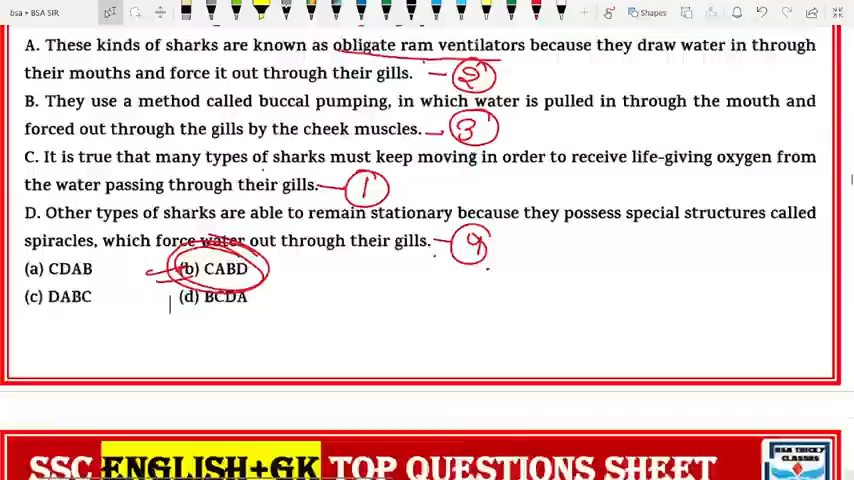 bsa • BSA SIR
Shapes
A. These kinds of sharks are known as obligate ram ventilators because they draw water in through
their mouths and force it out through their gills. – 2
B. They use a method called buccal pumping, in which water is pulled in through the mouth and
forced out through the gills by the cheek muscles. – 3
C. It is true that many types of sharks must keep moving in order to receive life-giving oxygen from
the water passing through their gills. – 1
D. Other types of sharks are able to remain stationary because they possess special structures called
spiracles, which force water out through their gills. – 4
(a) CDAB (b) CABD
(c) DABC (d) BCDA
SSC ENGLISH+GK TOP QUESTIONS SHEET
BSA TRICKY
CLASSES